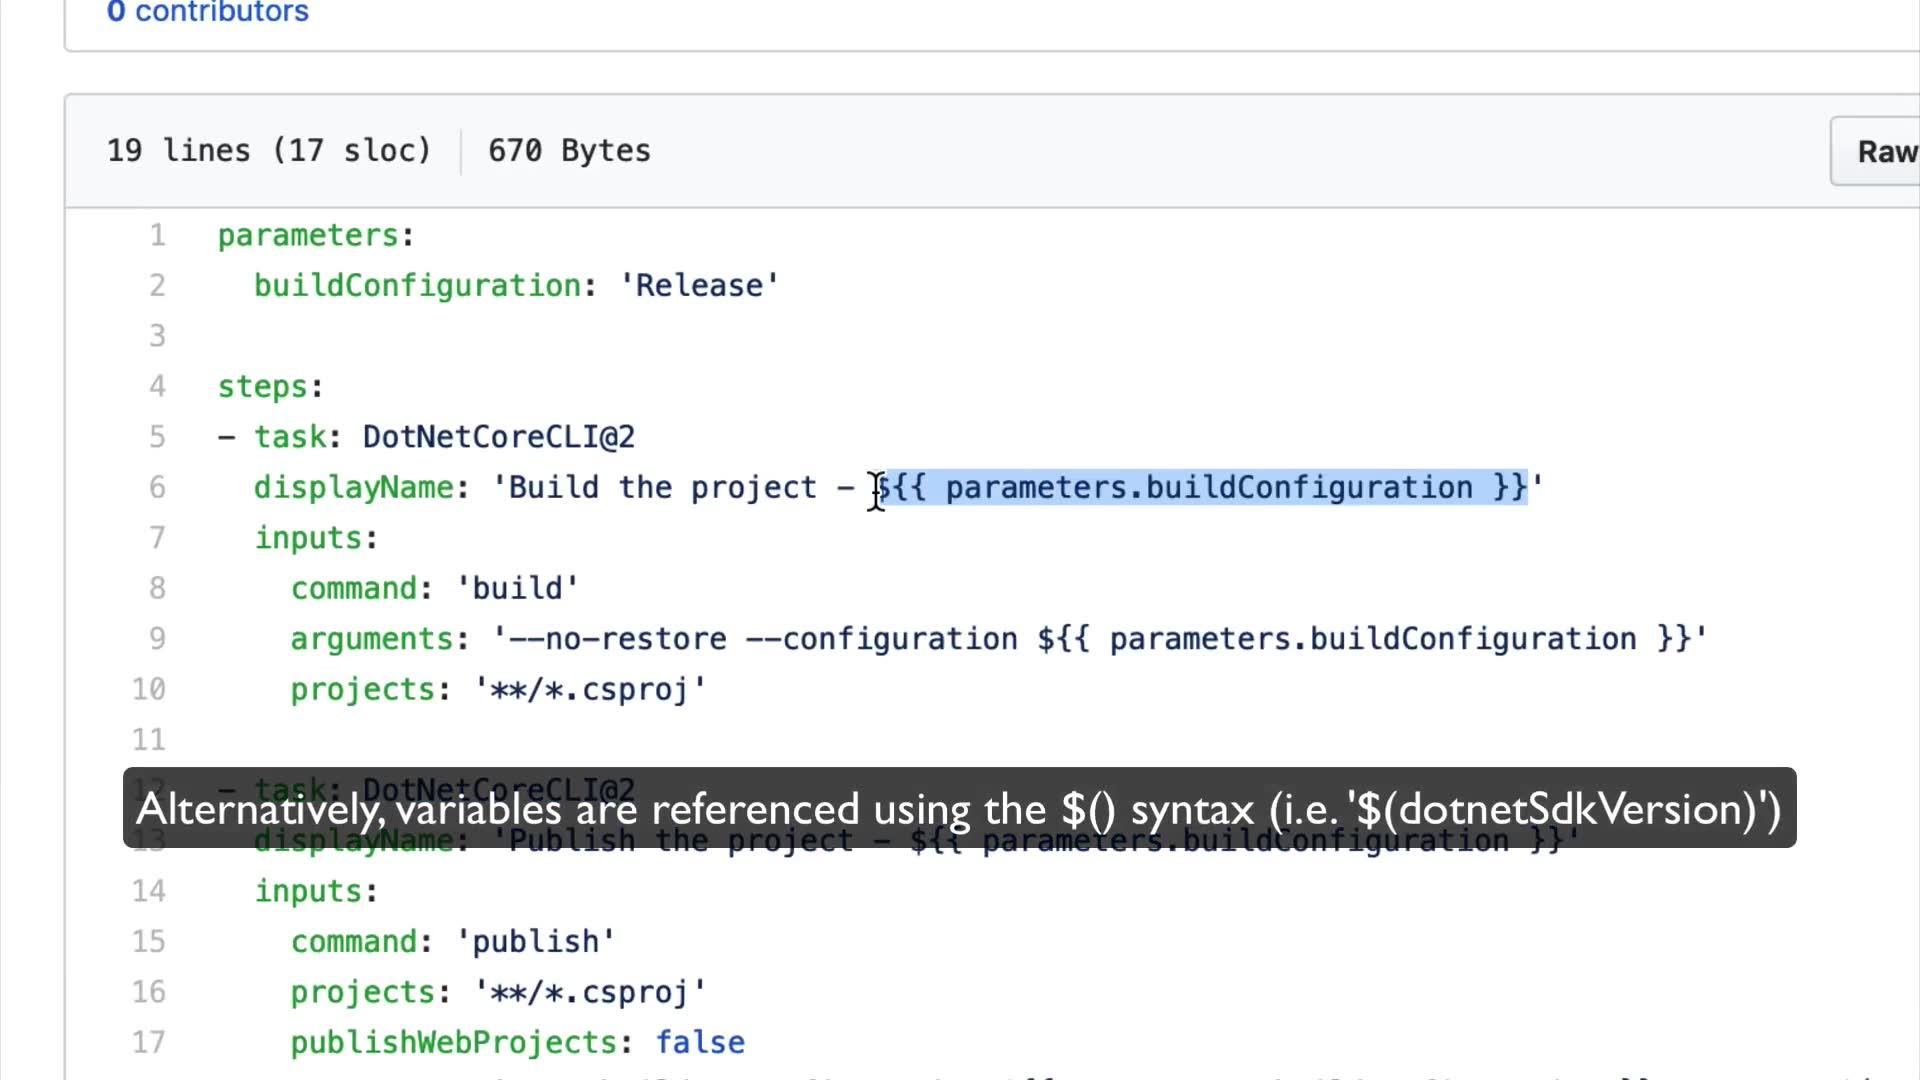 0 contributors
19 lines (17 sloc) 670 Bytes
Raw
1 parameters:
2   buildConfiguration: 'Release'
3
4 steps:
5 - task: DotNetCoreCLI@2
6   displayName: 'Build the project - ${{ parameters.buildConfiguration }}'
7   inputs:
8     command: 'build'
9     arguments: '--no-restore --configuration ${{ parameters.buildConfiguration }}'
10     projects: '**/*.csproj'
11
12 - task: DotNetCoreCLI@2
Alternatively, variables are referenced using the $() syntax (i.e. '$(dotnetSdkVersion)')
13   displayName: 'Publish the project - ${{ parameters.buildConfiguration }}'
14   inputs:
15     command: 'publish'
16     projects: '**/*.csproj'
17     publishWebProjects: false